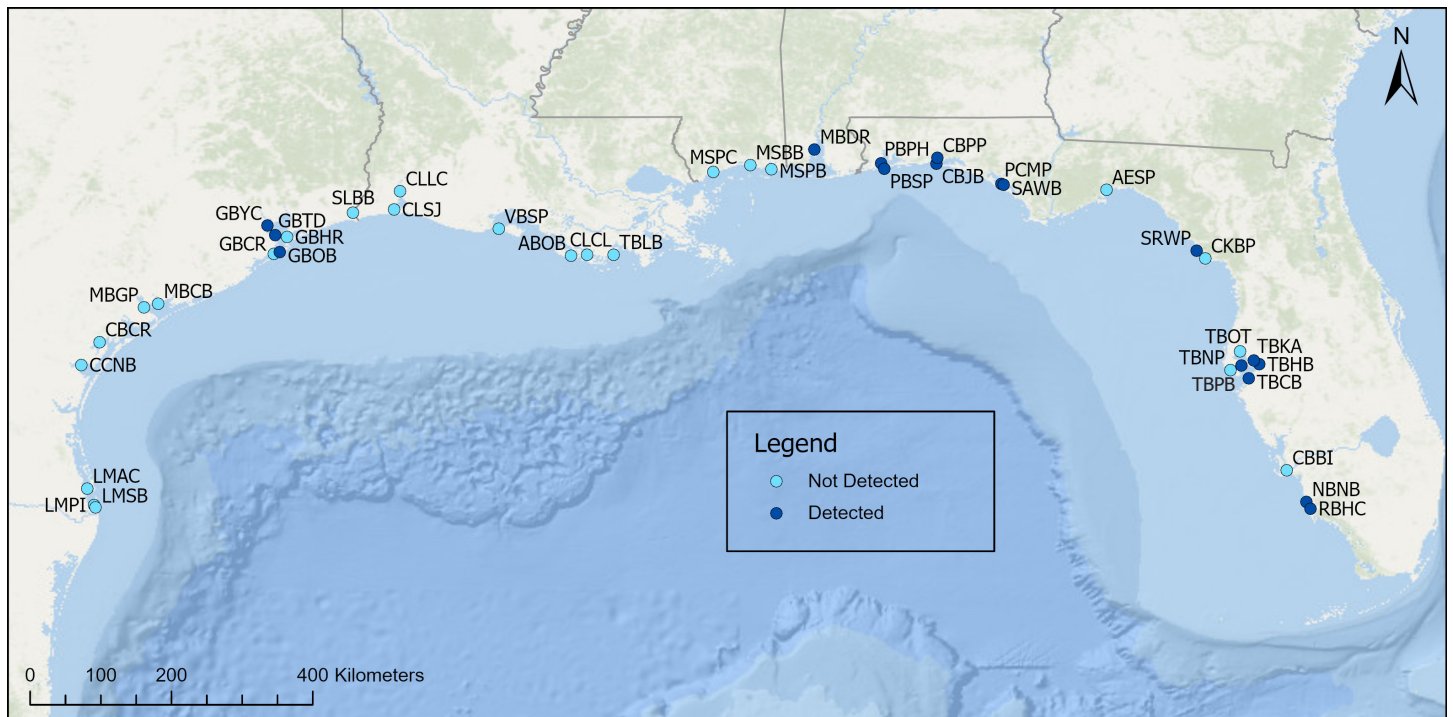 N
MBDR
PBPH
CBPP
MSPC
MSBB
MSPB
PBSP
CBJB
PCMP
SAWB
AESP
CLLC
SLBB
CLSJ
GBYC
GBTD
GBHR
GBCR
GBOB
VBSP
ABOB
CLCL
TBLB
SRWP
CKBP
MBGP
MBCB
CBCR
CCNB
TBOT
TBKA
TBNP
TBHB
TBPB
TBCB
Legend
Not Detected
Detected
CBBI
LMAC
LMSB
LMPI
NBNB
RBHC
0 100 200 400 Kilometers